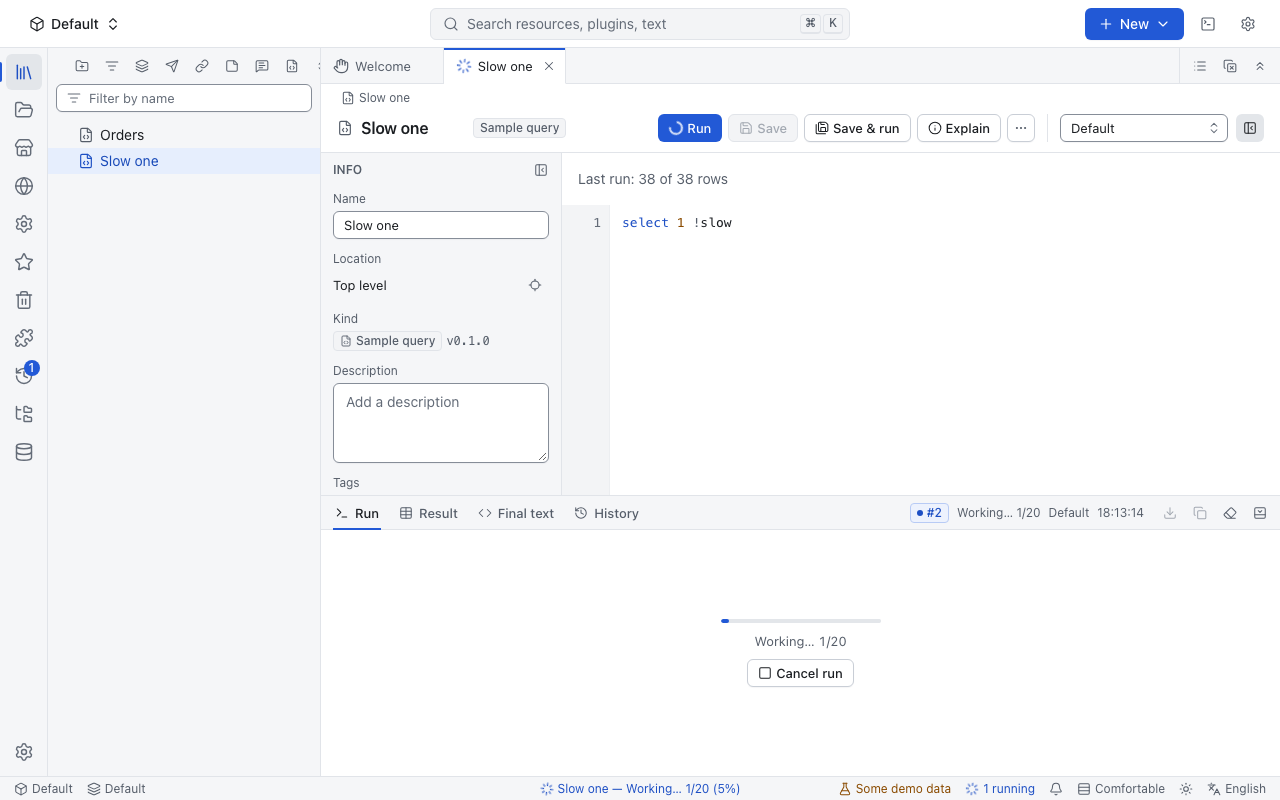 Default
Search resources, plugins, text
⌘ K
New
Welcome
Slow one
Filter by name
Orders
Slow one
Slow one
Slow one
Sample query
Run
Save
Save & run
Explain
Default
INFO
Name
Slow one
Location
Top level
Kind
Sample query v0.1.0
Description
Add a description
Tags
Last run: 38 of 38 rows
1 select 1 !slow
1
Run
Result
Final text
History
#2 Working... 1/20 Default 18:13:14
Working... 1/20
Cancel run
Default
Default
Slow one — Working... 1/20 (5%)
Some demo data
1 running
Comfortable
English